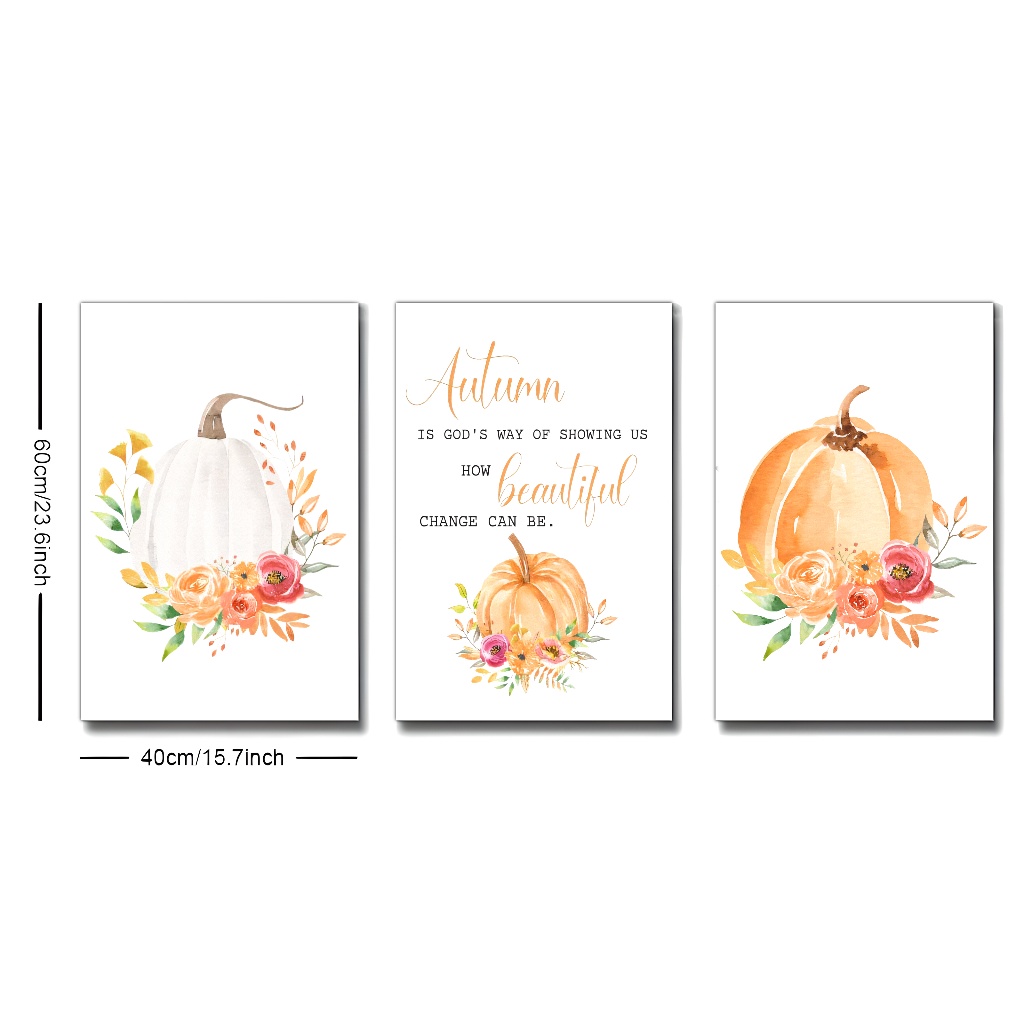 Autumn
IS GOD'S WAY OF SHOWING US
HOW beautiful
CHANGE CAN BE.
60cm/23.6inch
40cm/15.7inch